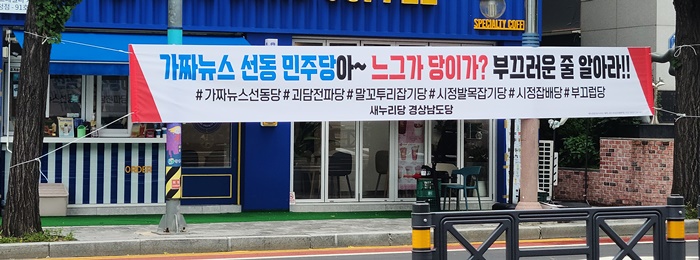 SPECIALTY COFF
가짜뉴스 선동 민주당아~ 느그가 당이가? 부끄러운 줄 알아라!!
#가짜뉴스선동당#괴담전파당#말꼬투리잡기당#시정발목잡기당#시정잡배당#부끄럽당
새누리당 경상남도당
ORDER